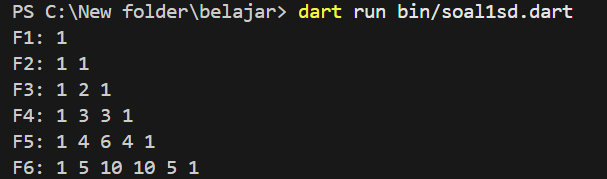 PS C:\New folder\belajar> dart run bin/soal1sd.dart
F1: 1
F2: 1 1
F3: 1 2 1
F4: 1 3 3 1
F5: 1 4 6 4 1
F6: 1 5 10 10 5 1